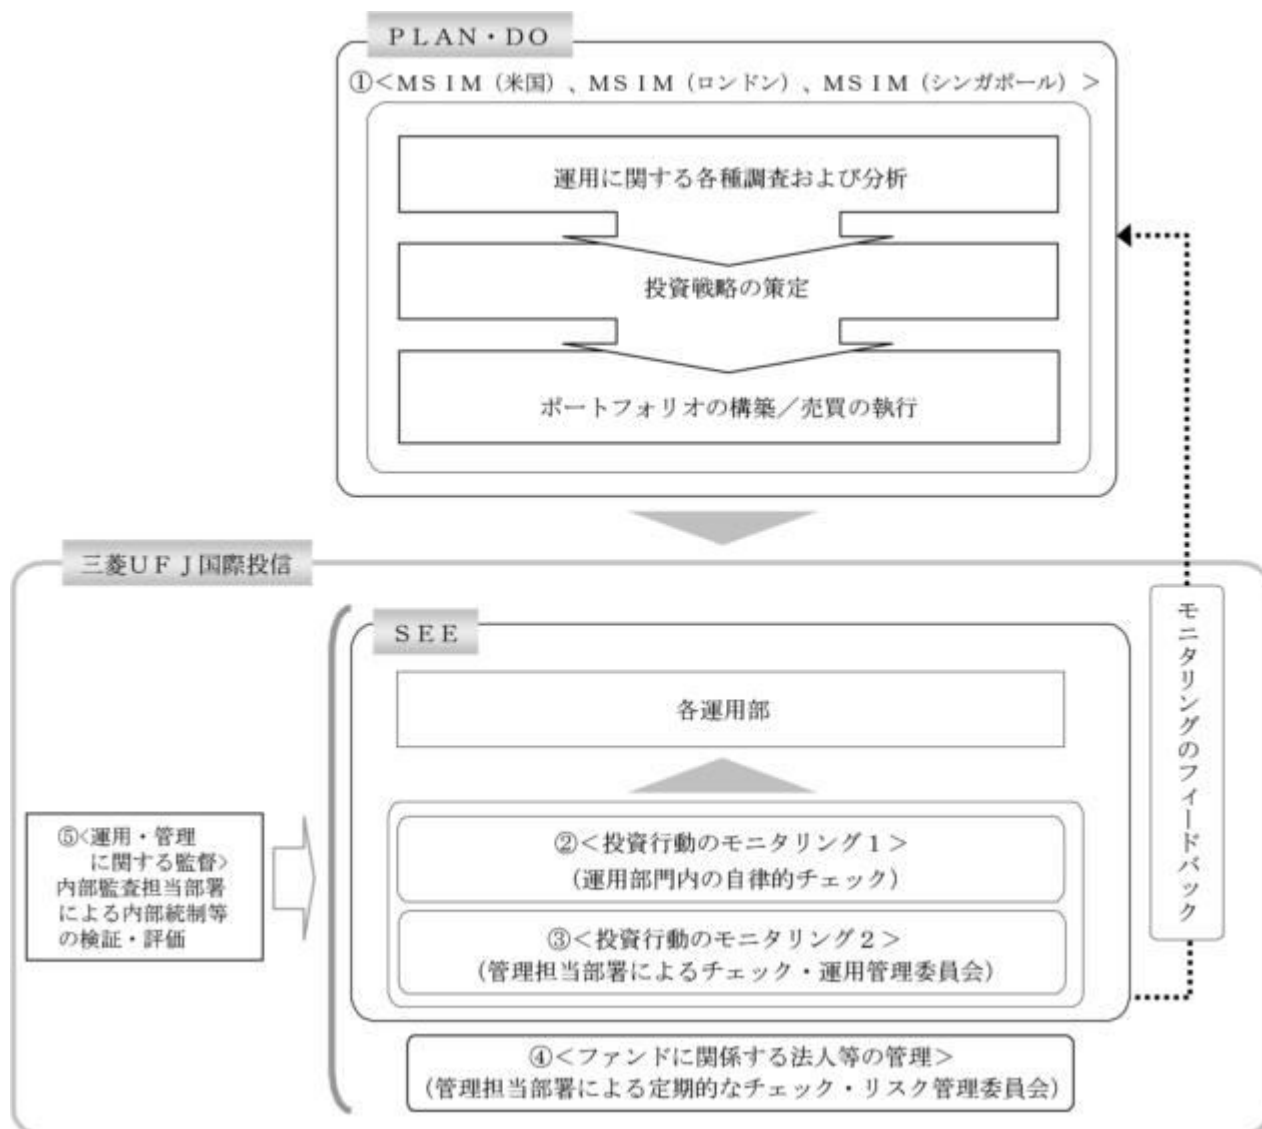 ＰＬＡＮ・ＤＯ
①＜ＭＳＩＭ（米国）、ＭＳＩＭ（ロンドン）、ＭＳＩＭ（シンガポール）＞
運用に関する各種調査および分析
投資戦略の策定
ポートフォリオの構築／売買の執行
三菱ＵＦＪ国際投信
ＳＥＥ
各運用部
②＜投資行動のモニタリング１＞
（運用部門内の自律的チェック）
③＜投資行動のモニタリング２＞
（管理担当部署によるチェック・運用管理委員会）
④＜ファンドに関係する法人等の管理＞
（管理担当部署による定期的なチェック・リスク管理委員会）
⑤<運用・管理
に関する監督>
内部監査担当部署
による内部統制等
の検証・評価
モニタリングのフィードバック